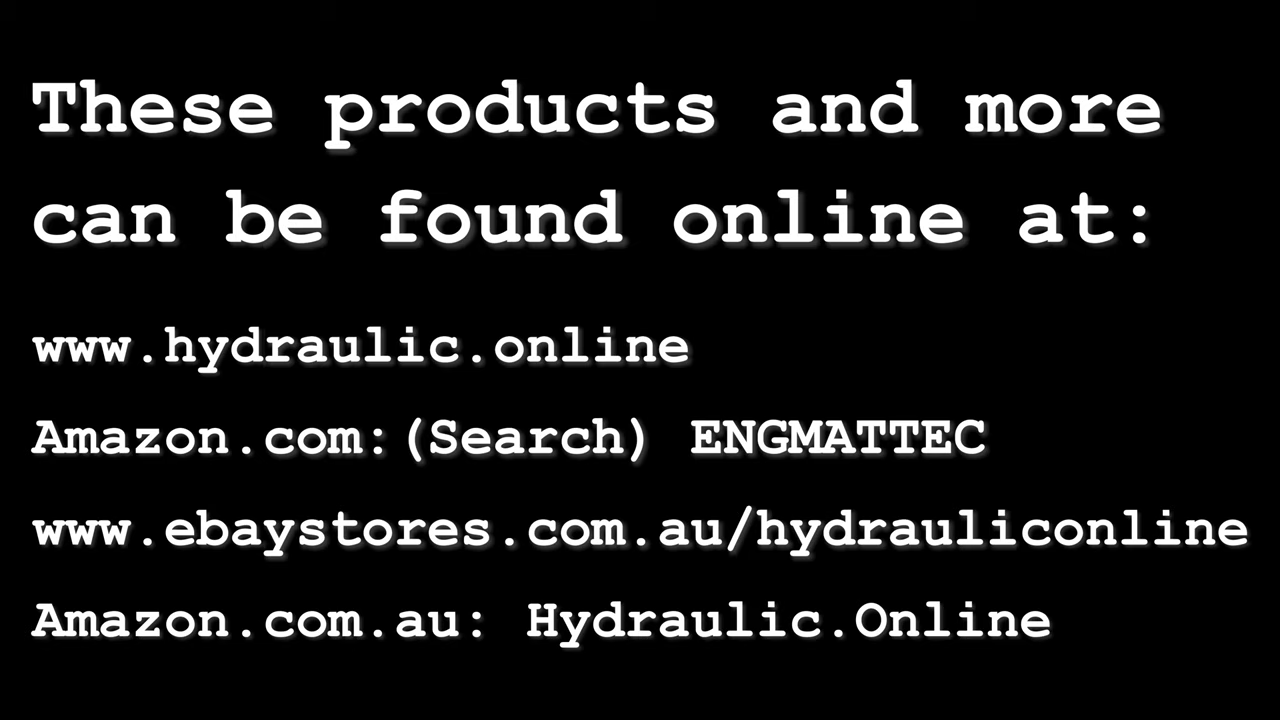 These products and more
can be found online at:
www.hydraulic.online
Amazon.com:(Search) ENGMATTEC
www.ebaystores.com.au/hydrauliconline
Amazon.com.au: Hydraulic.Online